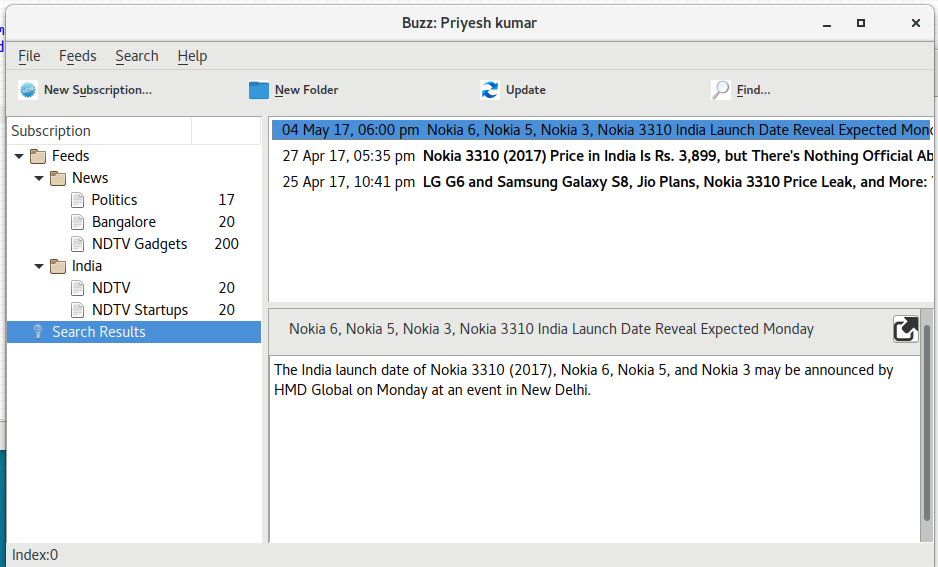 Buzz: Priyesh kumar
File Feeds Search Help
New Subscription... New Folder Update Find...
Subscription
Feeds
News
Politics 17
Bangalore 20
NDTV Gadgets 200
India
NDTV 20
NDTV Startups 20
Search Results
04 May 17, 06:00 pm Nokia 6, Nokia 5, Nokia 3, Nokia 3310 India Launch Date Reveal Expected
27 Apr 17, 05:35 pm Nokia 3310 (2017) Price in India Is Rs. 3,899, but There's Nothing Official
25 Apr 17, 10:41 pm LG G6 and Samsung Galaxy S8, Jio Plans, Nokia 3310 Price Leak, and More:
Nokia 6, Nokia 5, Nokia 3, Nokia 3310 India Launch Date Reveal Expected Monday
The India launch date of Nokia 3310 (2017), Nokia 6, Nokia 5, and Nokia 3 may be announced by
HMD Global on Monday at an event in New Delhi.
Index:0